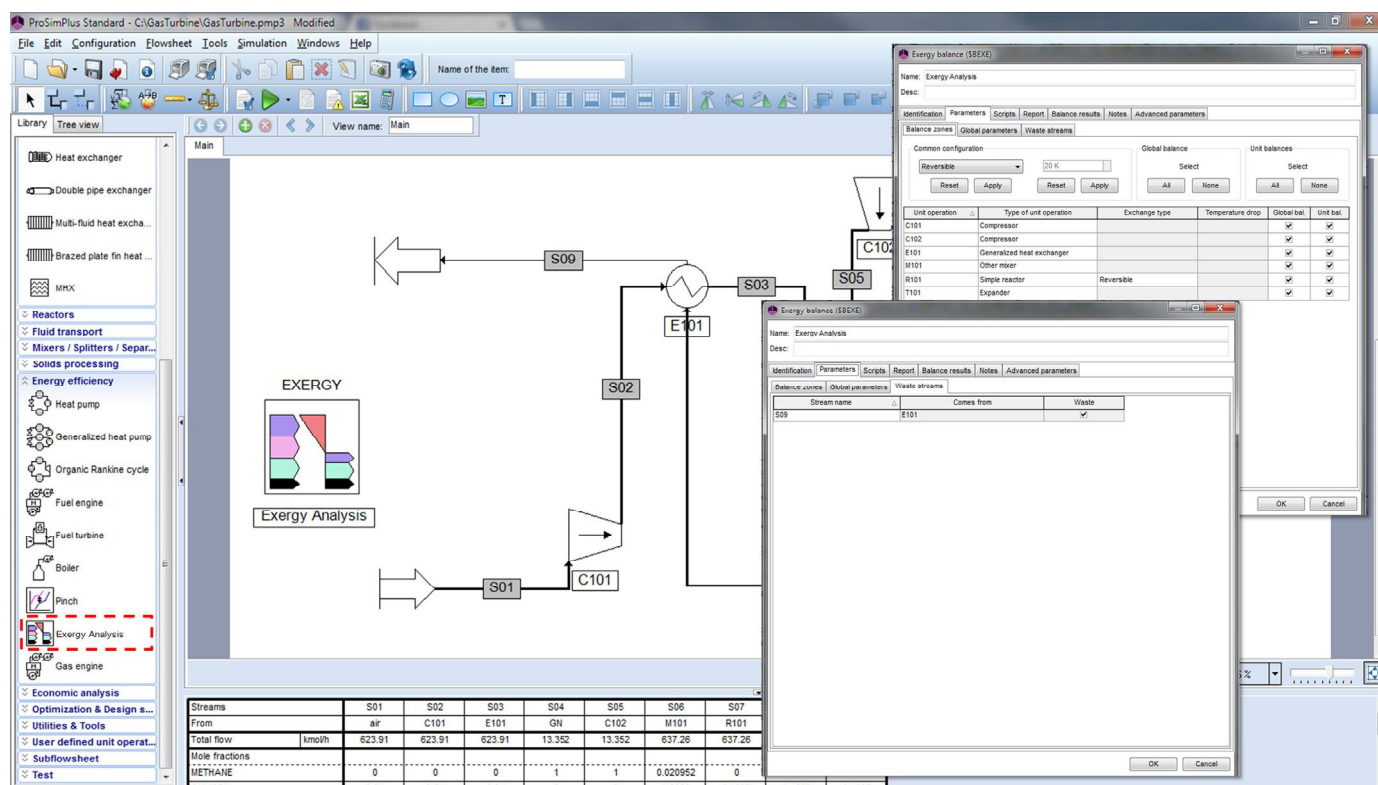 ProSimPlus Standard - C:\GasTurbine\GasTurbine.pmp3 Modified
File Edit Configuration Flowsheet Tools Simulation Windows Help
Name of the item:
Library Tree view
View name: Main
Main
Heat exchanger
Double pipe exchanger
Multi-fluid heat excha...
Brazed plate fin heat ...
MHX
Reactors
Fluid transport
Mixers / Splitters / Separ...
Solids processing
Energy efficiency
Heat pump
Generalized heat pump
Organic Rankine cycle
Fuel engine
Fuel turbine
Boiler
Pinch
Exergy Analysis
Gas engine
Economic analysis
Optimization & Design s...
Utilities & Tools
User defined unit operat...
Subflowsheet
Test
S09
S03
S05
C102
E101
S02
EXERGY
Exergy Analysis
S01
C101
Exergy balance ($BEXE)
Name: Exergy Analysis
Desc:
Identification Parameters Scripts Report Balance results Notes Advanced parameters
Balance zones Global parameters Waste streams
Common configuration Global balance Unit balances
Reversible 20 K Select Select
Reset Apply Reset Apply All None All None
Unit operation Type of unit operation Exchange type Temperature drop Global bal. Unit bal.
C101 Compressor
C102 Compressor
E101 Generalized heat exchanger
M101 Other mixer
R101 Simple reactor Reversible
T101 Expander
OK Cancel
Exergy balance ($BEXE)
Name: Exergy Analysis
Desc:
Identification Parameters Scripts Report Balance results Notes Advanced parameters
Balance zones Global parameters Waste streams
Stream name Comes from Waste
S09 E101
OK Cancel
Streams S01 S02 S03 S04 S05 S06 S07
From air C101 E101 GN C102 M101 R101
Total flow kmol/h 623.91 623.91 623.91 13.352 13.352 637.26 637.26
Mole fractions
METHANE 0 0 0 1 1 0.020952 0